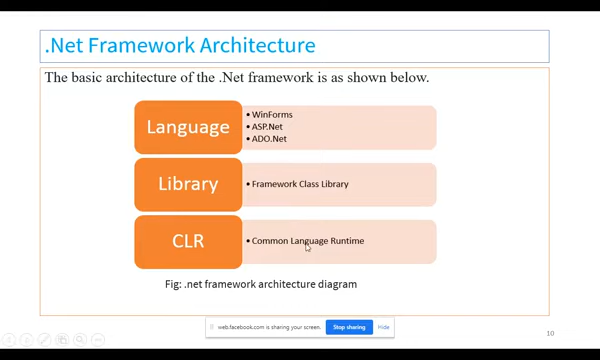 .Net Framework Architecture
The basic architecture of the .Net framework is as shown below.
Language
• WinForms
• ASP.Net
• ADO.Net
Library
• Framework Class Library
CLR
• Common Language Runtime
Fig: .net framework architecture diagram
web.facebook.com is sharing your screen.
Stop sharing
Hide
10